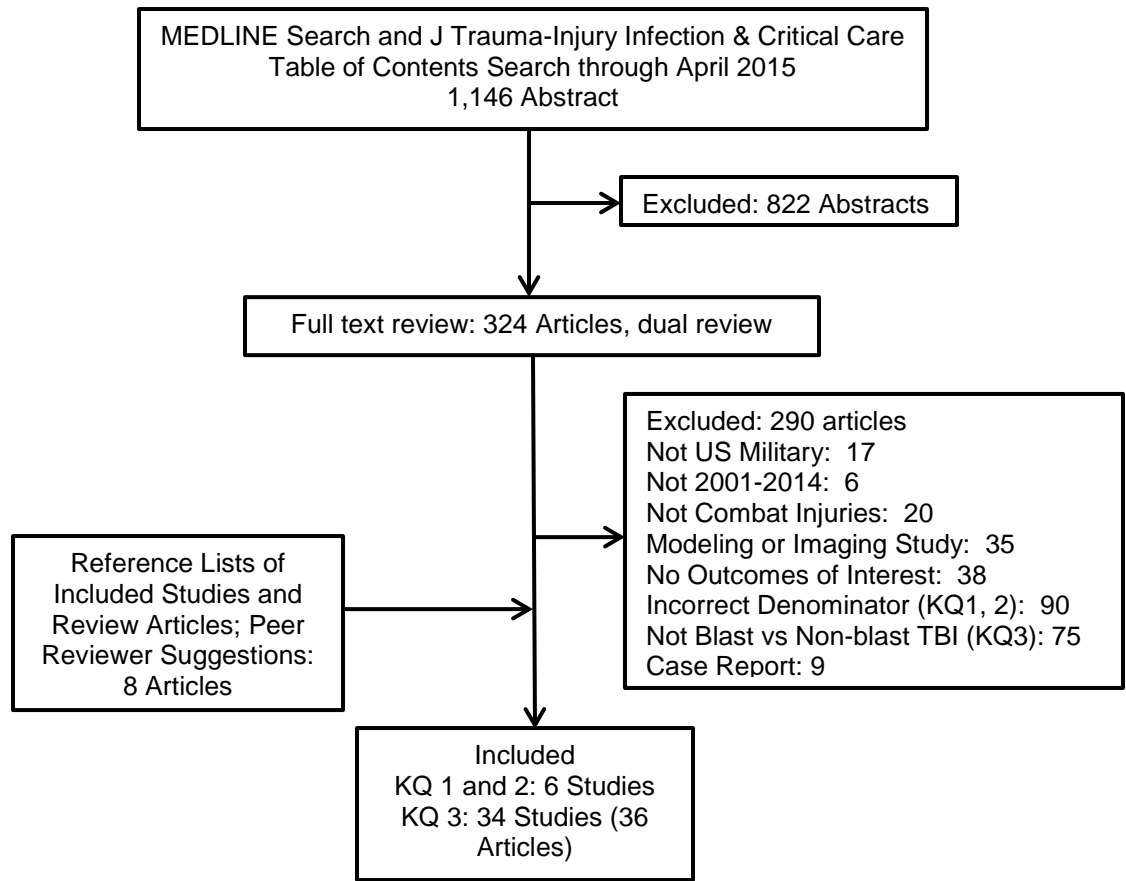 MEDLINE Search and J Trauma-Injury Infection & Critical Care
Table of Contents Search through April 2015
1,146 Abstract
Excluded: 822 Abstracts
Full text review: 324 Articles, dual review
Excluded: 290 articles
Not US Military: 17
Not 2001-2014: 6
Not Combat Injuries: 20
Modeling or Imaging Study: 35
No Outcomes of Interest: 38
Incorrect Denominator (KQ1, 2): 90
Not Blast vs Non-blast TBI (KQ3): 75
Case Report: 9
Reference Lists of
Included Studies and
Review Articles; Peer
Reviewer Suggestions:
8 Articles
Included
KQ 1 and 2: 6 Studies
KQ 3: 34 Studies (36
Articles)